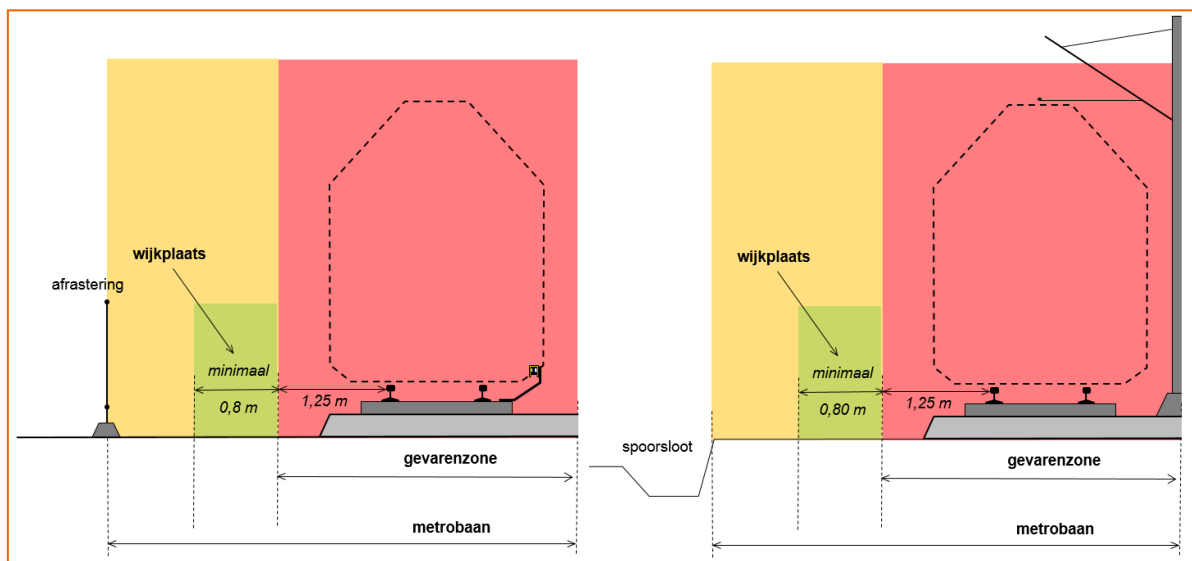 wijkplaats
afrastering
minimaal
0,8 m
1,25 m
gevarenzone
metrobaan
wijkplaats
minimaal
0,80 m
1,25 m
spoorsloot
gevarenzone
metrobaan